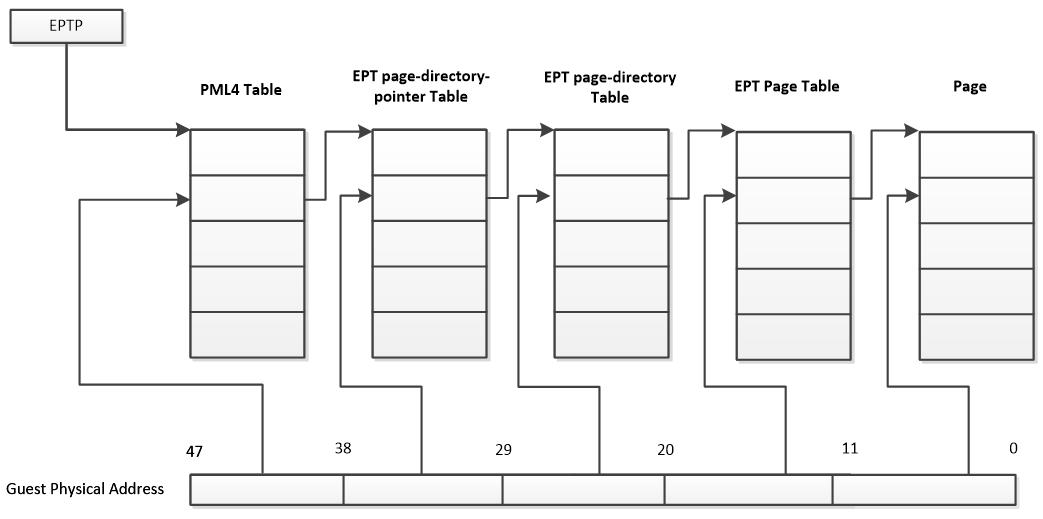 EPTP
PML4 Table
EPT page-directory-
pointer Table
EPT page-directory
Table
EPT Page Table
Page
47
38
29
20
11
0
Guest Physical Address